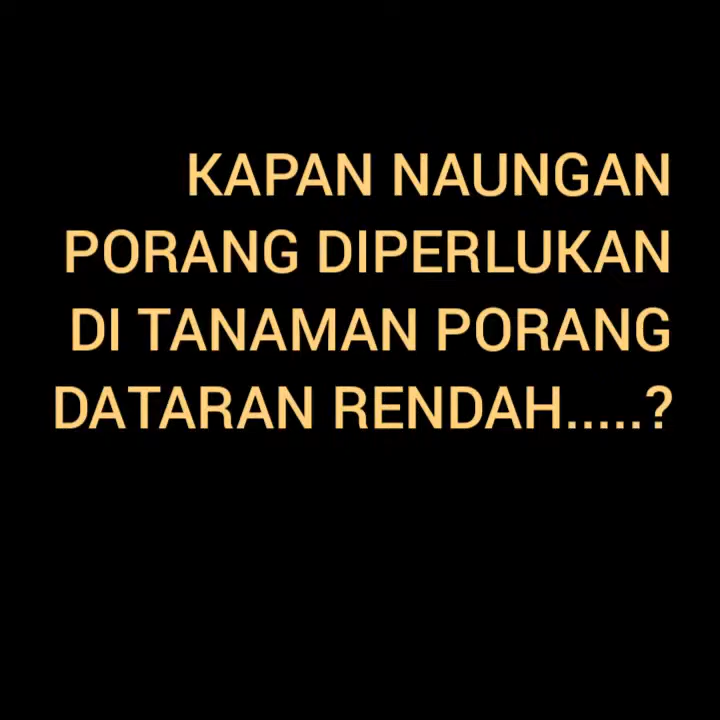 KAPAN NAUNGAN
PORANG DIPERLUKAN
DI TANAMAN PORANG
DATARAN RENDAH.....?